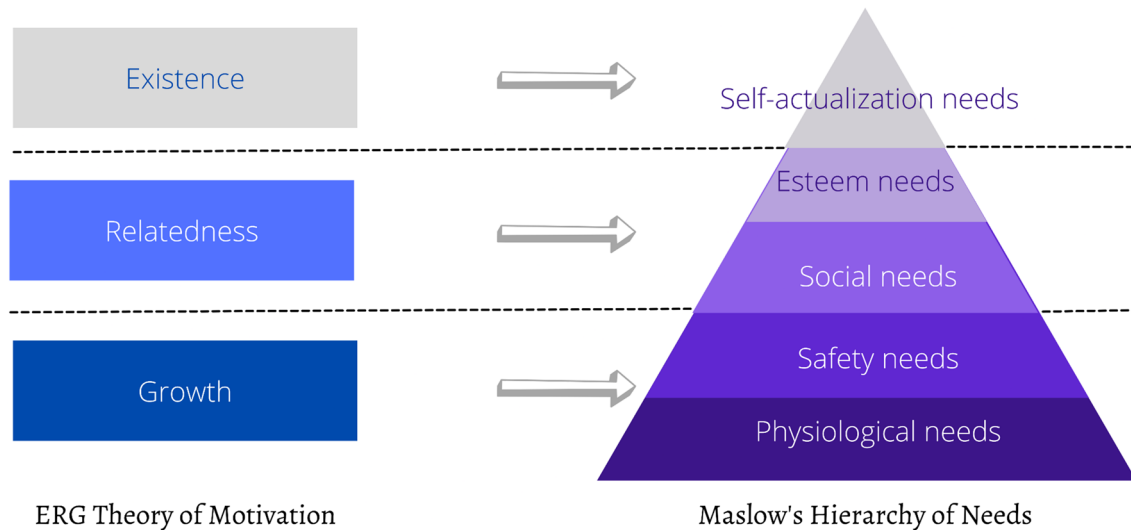 Existence
Self-actualization needs
Esteem needs
Relatedness
Social needs
Safety needs
Growth
Physiological needs
ERG Theory of Motivation
Maslow's Hierarchy of Needs